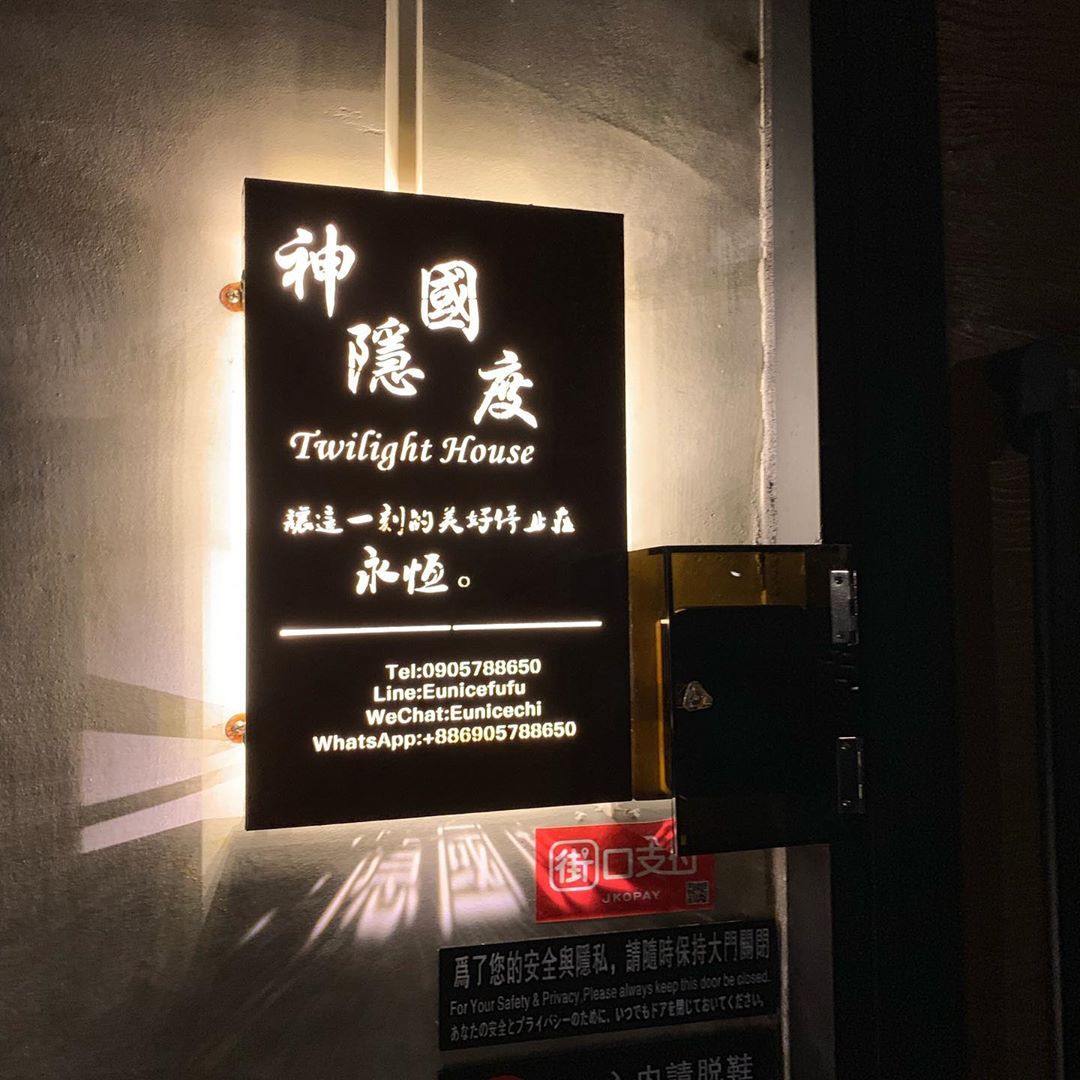 神隱國度
Twilight House
讓這一刻的美好停止在
永恆。
Tel:0905788650
Line:Eunicefufu
WeChat:Eunicechi
WhatsApp:+886905788650
街口支付
JKOPAY
爲了您的安全與隱私，請隨時保持大門關閉
For Your Safety & Privacy,Please always keep this door be closed.
あなたの安全とプライバシーのために、いつでもドアを閉じておいてください。
內請脫鞋